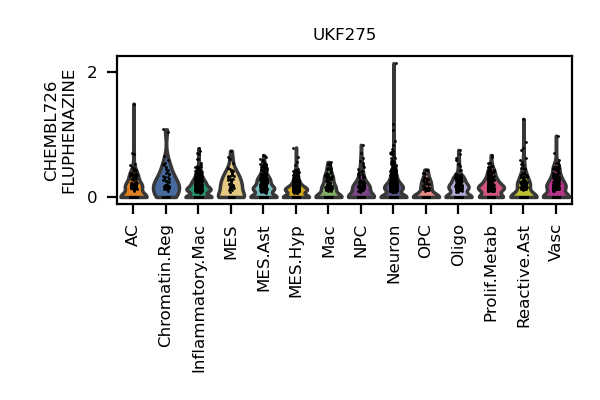 UKF275
CHEMBL726
FLUPHENAZINE
2
0
AC
Chromatin.Reg
Inflammatory.Mac
MES
MES.Ast
MES.Hyp
Mac
NPC
Neuron
OPC
Oligo
Prolif.Metab
Reactive.Ast
Vasc